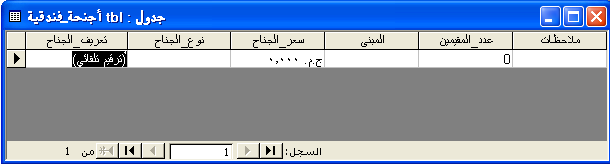 أجنحة_فندقية tbl : جدول
تعريف_الجناح نوع_الجناح سعر_الجناح المبنى عدد_المقيمين ملاحظات
(ترقيم تلقائي) ج.م. ٠,٠٠٠ 0
السجل: 1 من 1